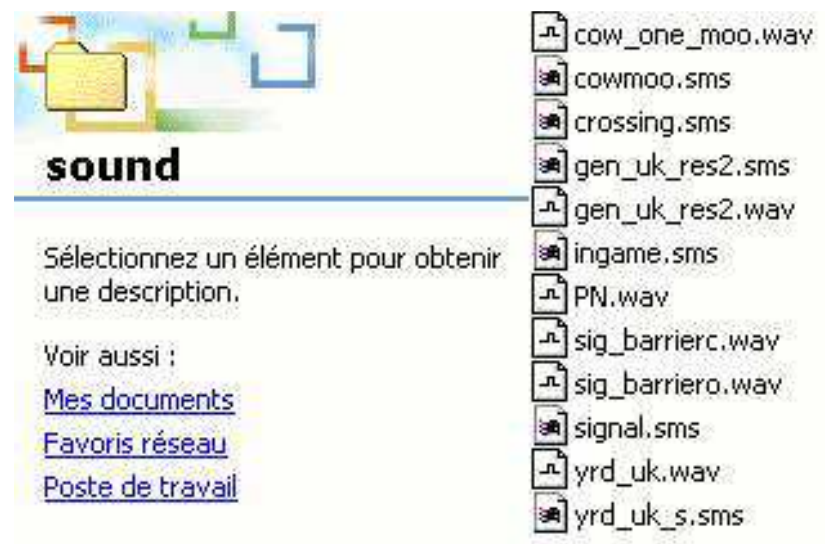 sound
Sélectionnez un élément pour obtenir
une description.
Voir aussi :
Mes documents
Favoris réseau
Poste de travail
cow_one_moo.wav
cowmoo.sms
crossing.sms
gen_uk_res2.sms
gen_uk_res2.wav
ingame.sms
PN.wav
sig_barrierc.wav
sig_barriero.wav
signal.sms
yrd_uk.wav
yrd_uk_s.sms